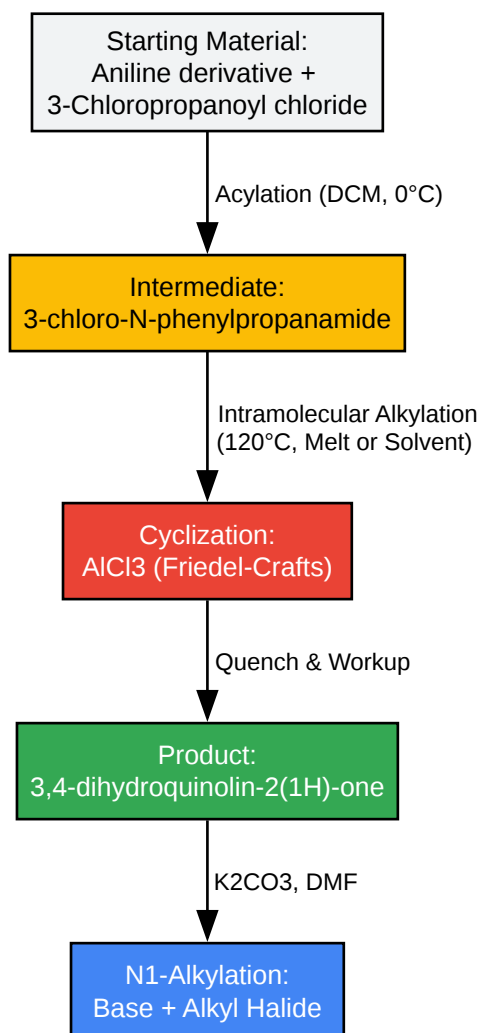 Starting Material:
Aniline derivative +
3-Chloropropanoyl chloride
Acylation (DCM, 0°C)
Intermediate:
3-chloro-N-phenylpropanamide
Intramolecular Alkylation
(120°C, Melt or Solvent)
Cyclization:
AlCl3 (Friedel-Crafts)
Quench & Workup
Product:
3,4-dihydroquinolin-2(1H)-one
K2CO3, DMF
N1-Alkylation:
Base + Alkyl Halide